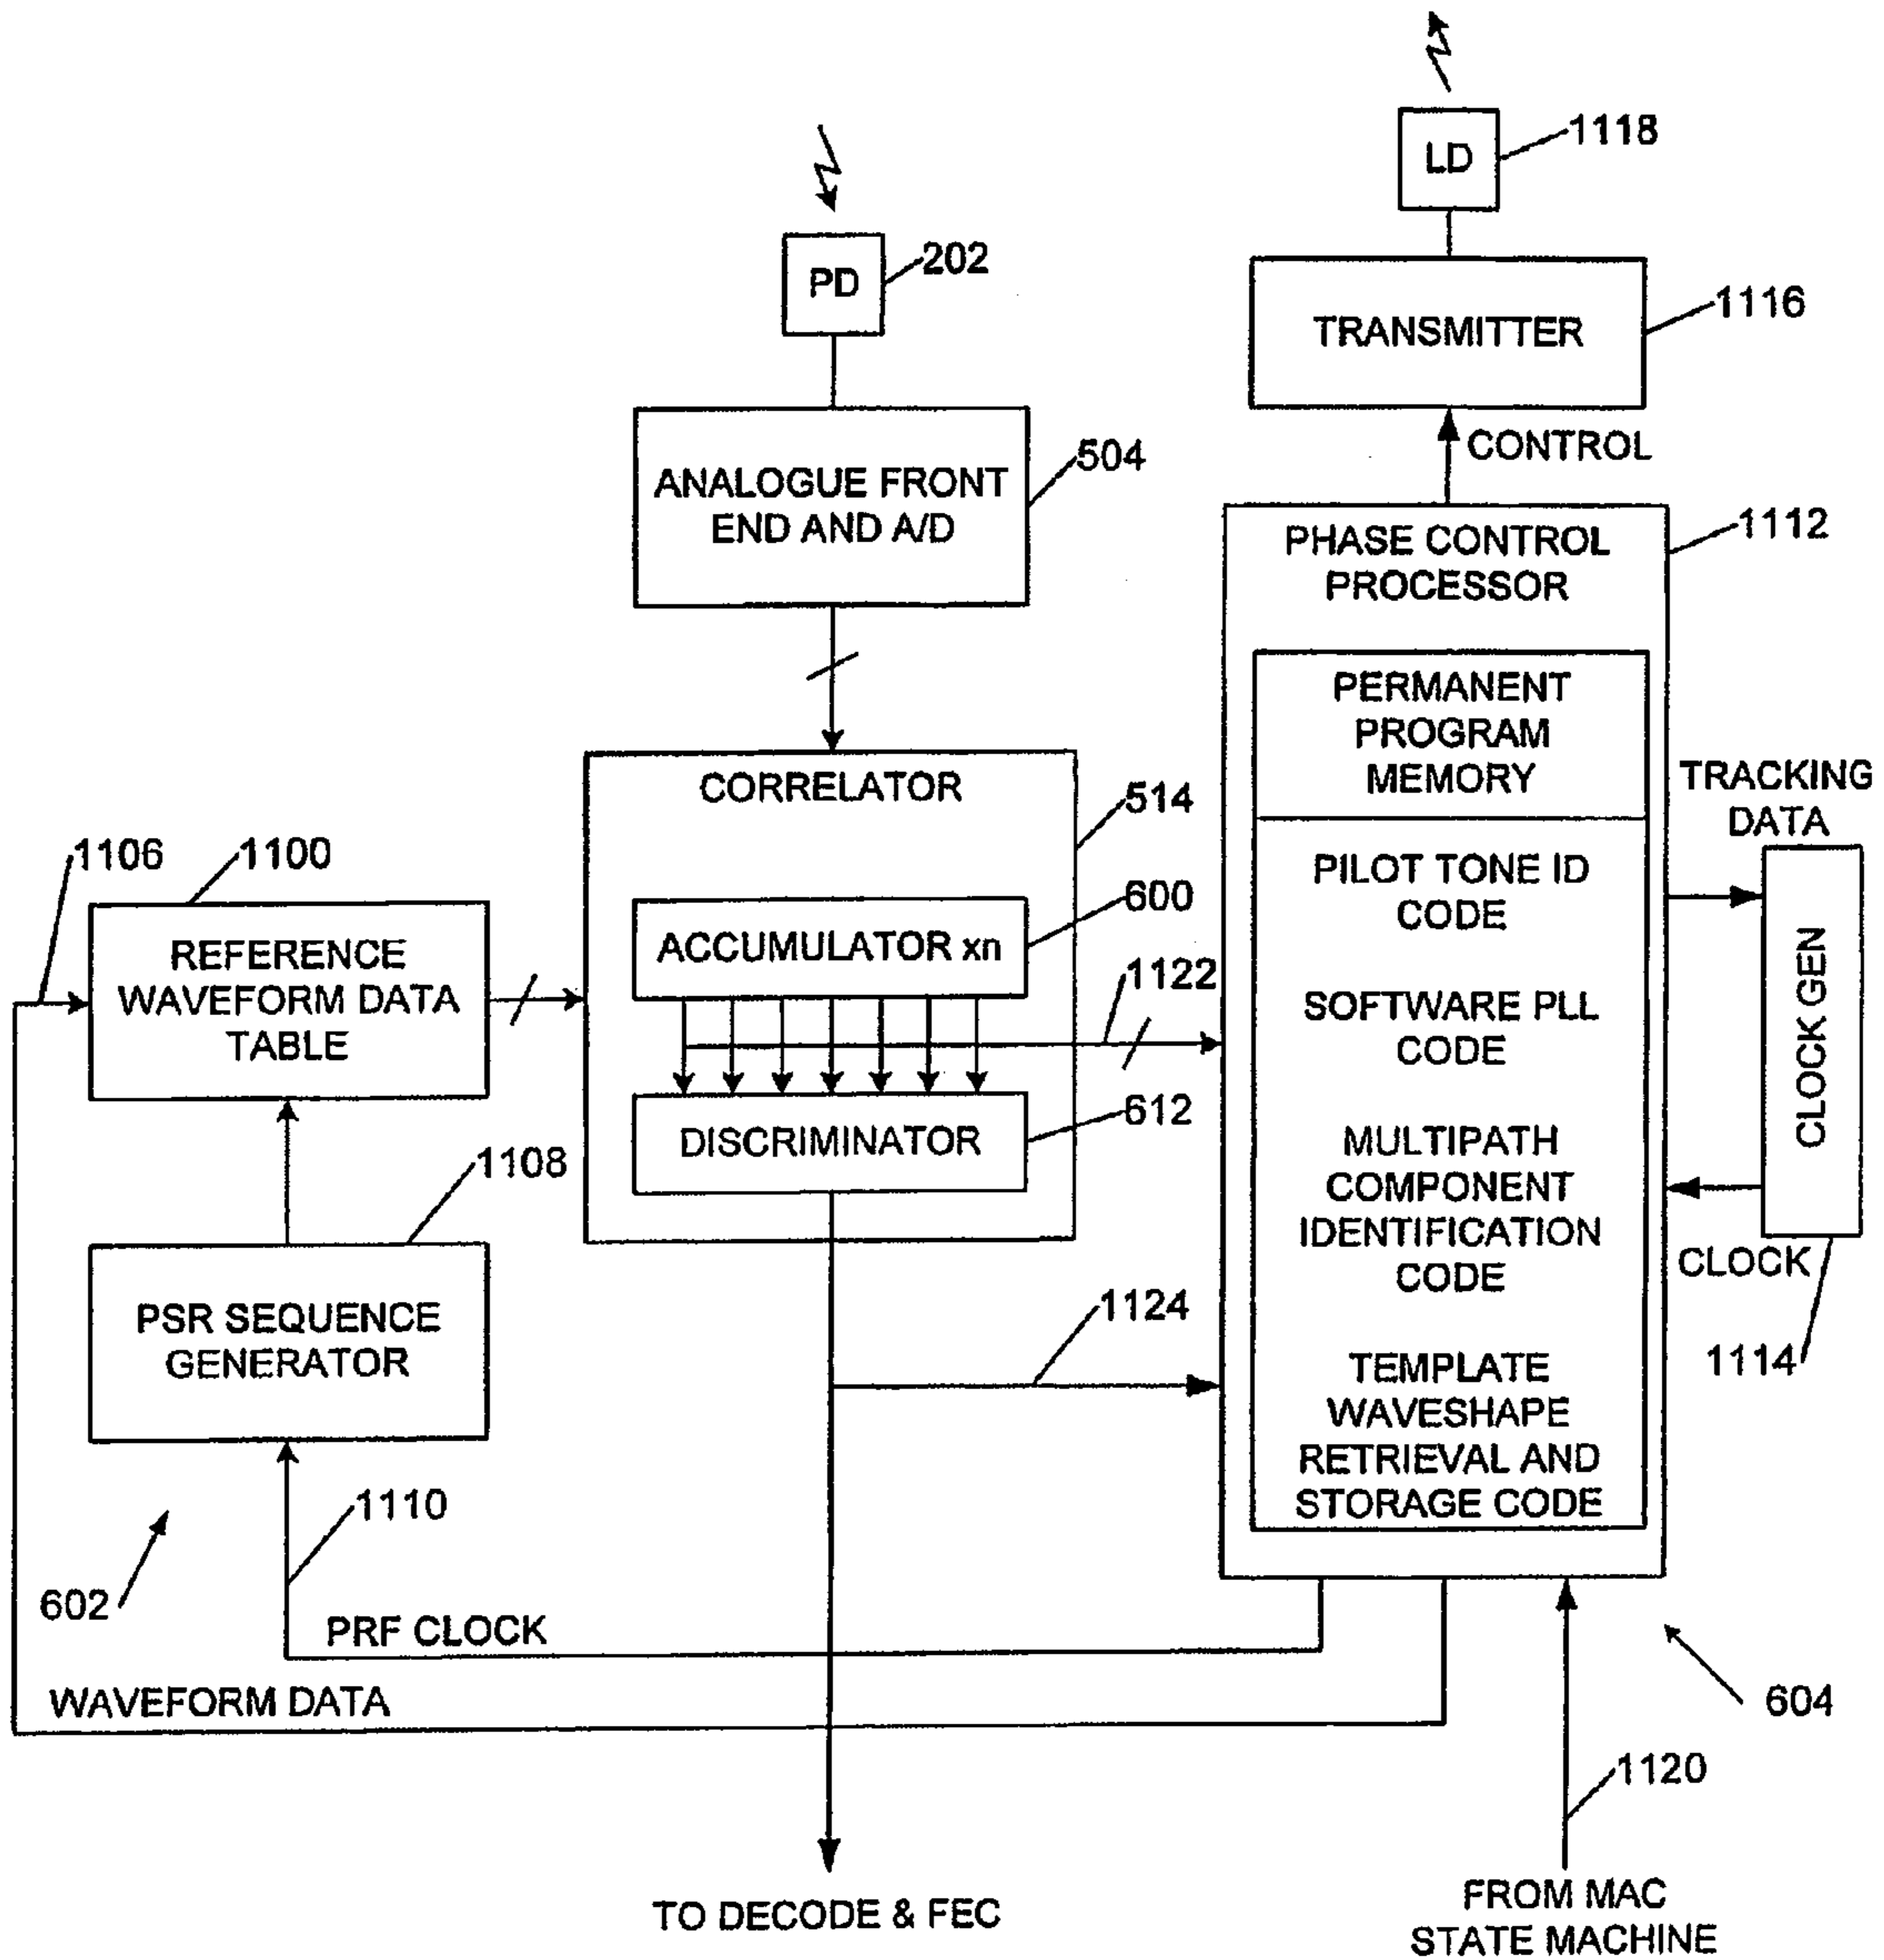 1118
LD
PD
202
TRANSMITTER
1116
CONTROL
ANALOGUE FRONT
END AND A/D
504
PHASE CONTROL
PROCESSOR
1112
PERMANENT
PROGRAM
MEMORY
CORRELATOR
514
TRACKING
DATA
1106
1100
REFERENCE
WAVEFORM DATA
TABLE
ACCUMULATOR xn
600
1122
DISCRIMINATOR
612
PILOT TONE ID
CODE
SOFTWARE PLL
CODE
MULTIPATH
COMPONENT
IDENTIFICATION
CODE
TEMPLATE
WAVESHAPE
RETRIEVAL AND
STORAGE CODE
CLOCK GEN
CLOCK
1114
1108
PSR SEQUENCE
GENERATOR
1124
1110
602
PRF CLOCK
WAVEFORM DATA
604
1120
TO DECODE & FEC
FROM MAC
STATE MACHINE